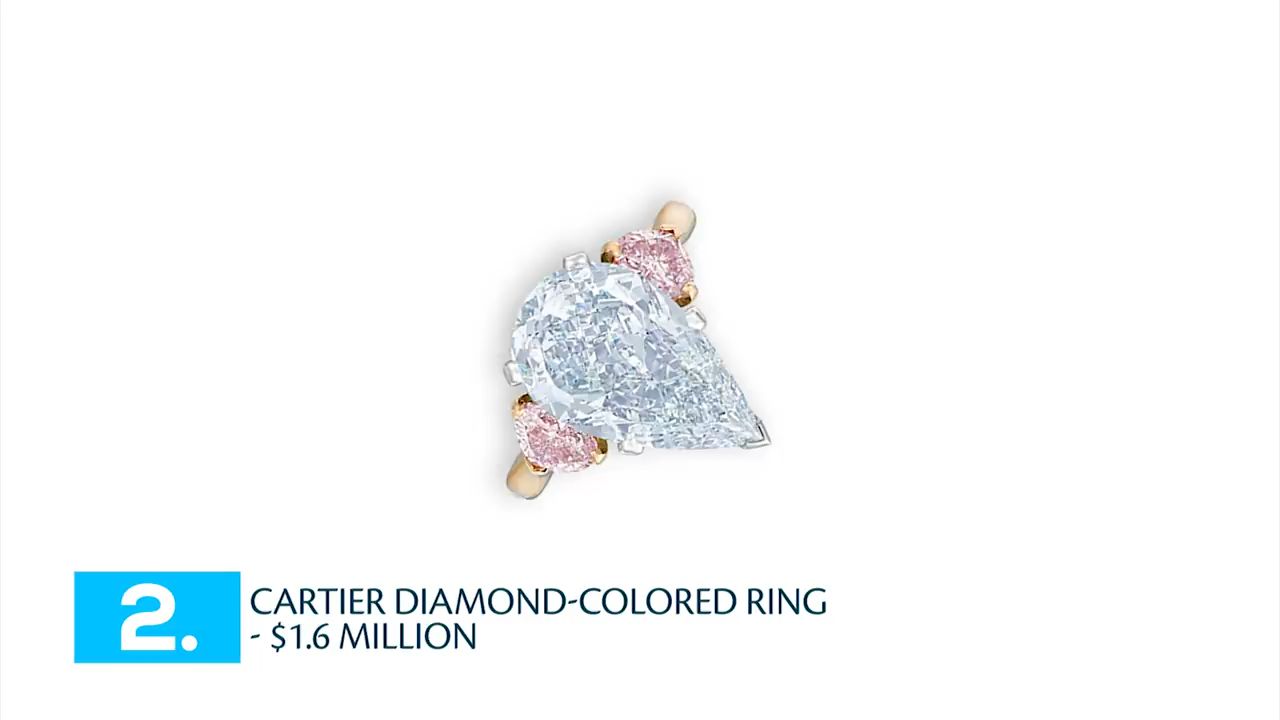 2.
CARTIER DIAMOND-COLORED RING
- $1.6 MILLION